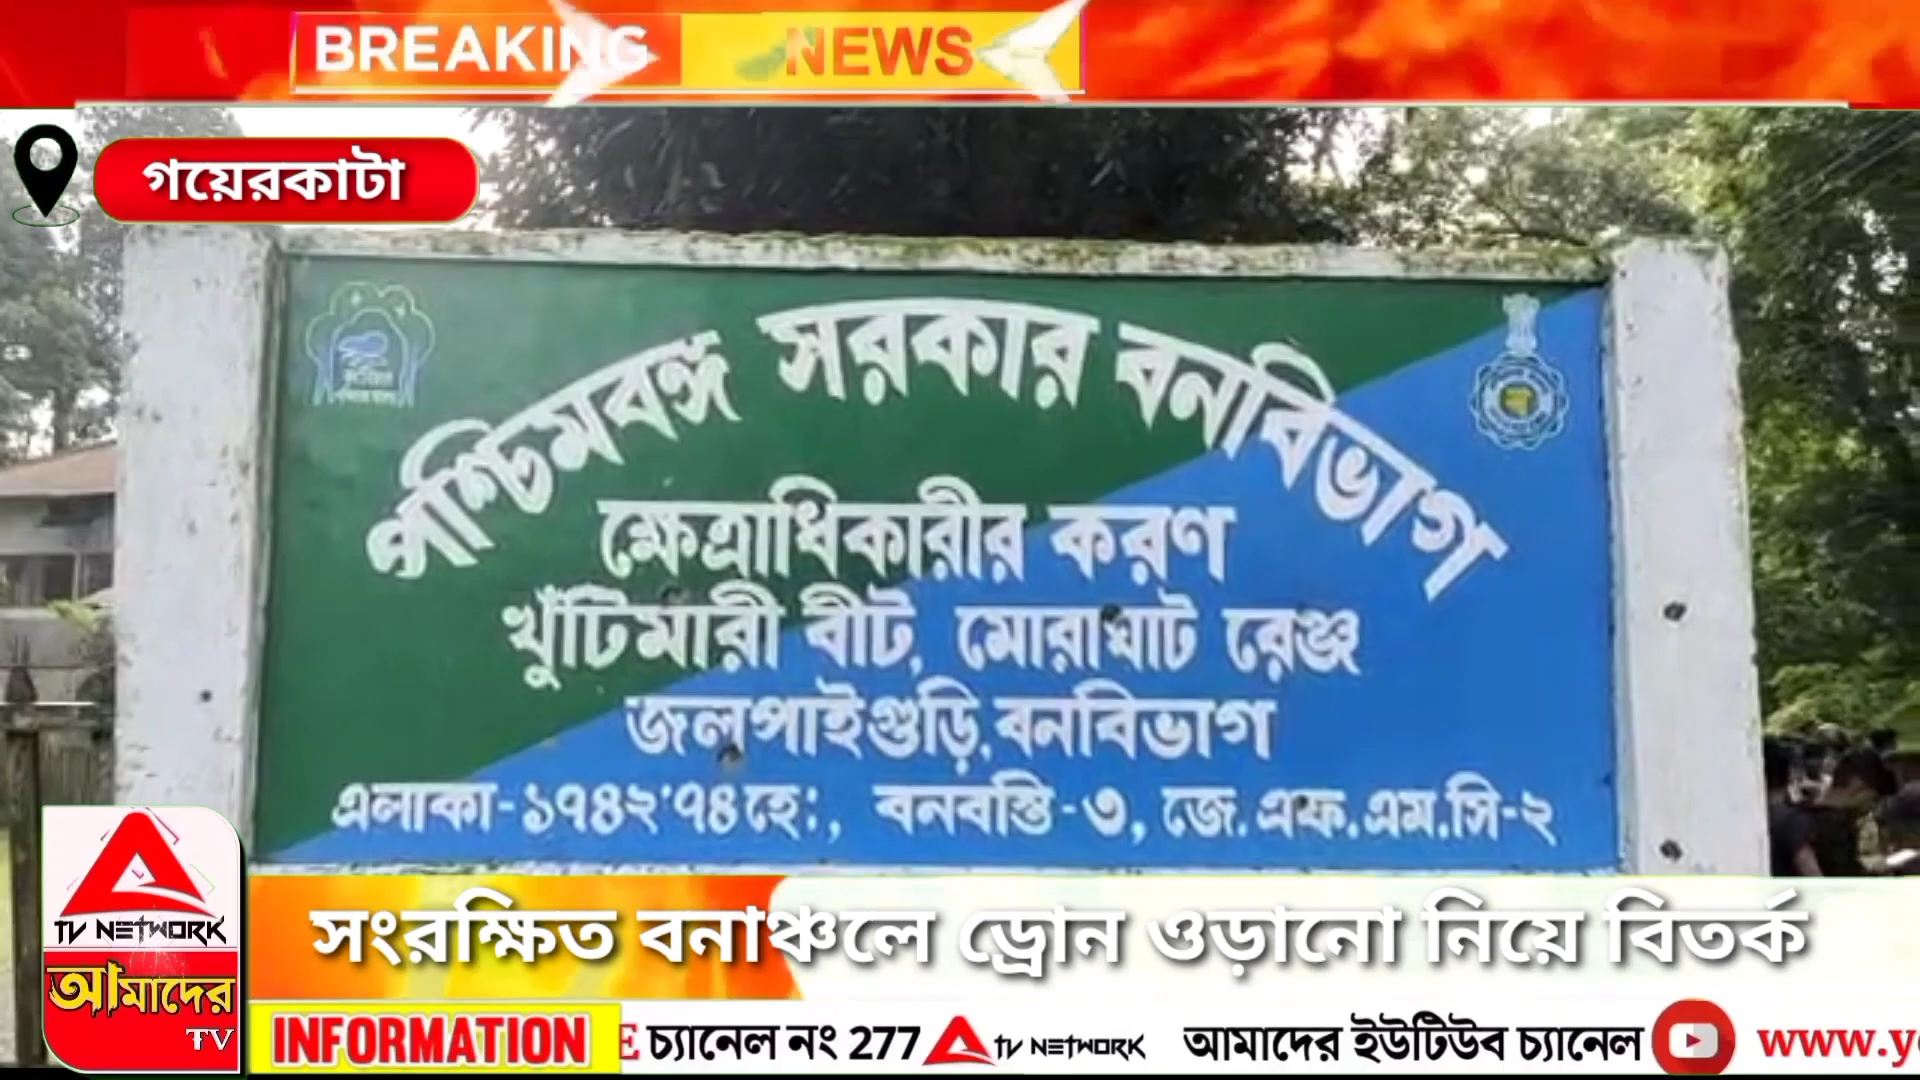 BREAKING NEWS
গয়েরকাটা
পশ্চিমবঙ্গ সরকার বনবিভাগ
ক্ষেত্রাধিকারীর করণ
খুঁটিমারী বীট, মোরাঘাট রেঞ্জ
জলপাইগুড়ি, বনবিভাগ
এলাকা-১৭৪২'৭৪ হে:, বনবস্তি-৩, জে.এফ.এম.সি-২
সংরক্ষিত বনাঞ্চলে ড্রোন ওড়ানো নিয়ে বিতর্ক
TV NETWORK
আমাদের
TV
INFORMATION
E চ্যানেল নং 277 TV NETWORK আমাদের ইউটিউব চ্যানেল www.y